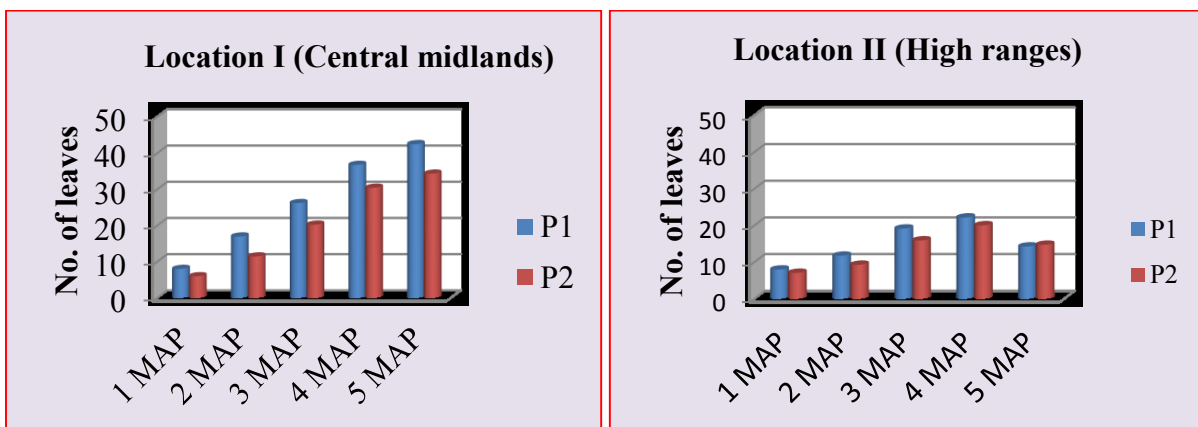 Location I (Central midlands)
No. of leaves
50
40
30
20
10
0
1 MAP
2 MAP
3 MAP
4 MAP
5 MAP
P1
P2
Location II (High ranges)
No. of leaves
50
40
30
20
10
0
1 MAP
2 MAP
3 MAP
4 MAP
5 MAP
P1
P2